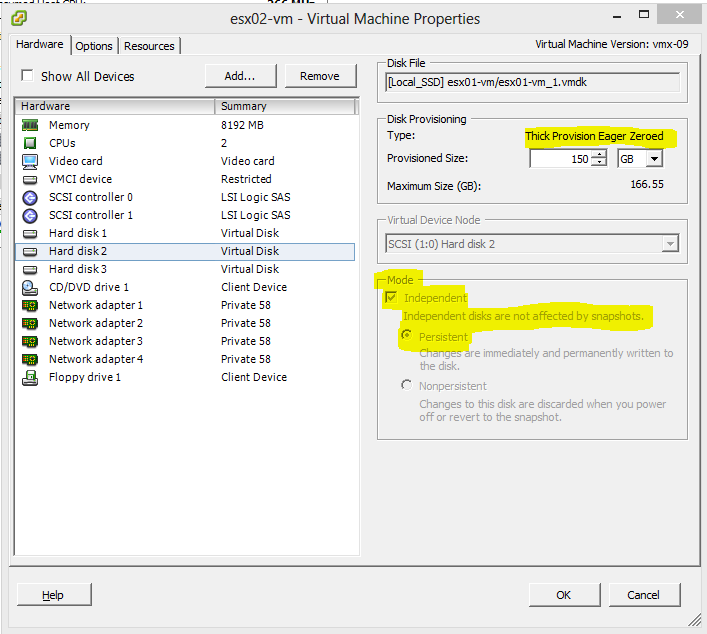 esx02-vm - Virtual Machine Properties
Hardware Options Resources
Virtual Machine Version: vmx-09
Show All Devices
Add...
Remove
Hardware Summary
Memory 8192 MB
CPUs 2
Video card Video card
VMCI device Restricted
SCSI controller 0 LSI Logic SAS
SCSI controller 1 LSI Logic SAS
Hard disk 1 Virtual Disk
Hard disk 2 Virtual Disk
Hard disk 3 Virtual Disk
CD/DVD drive 1 Client Device
Network adapter 1 Private 58
Network adapter 2 Private 58
Network adapter 3 Private 58
Network adapter 4 Private 58
Floppy drive 1 Client Device
Disk File
[Local_SSD] esx01-vm/esx01-vm_1.vmdk
Disk Provisioning
Type: Thick Provision Eager Zeroed
Provisioned Size: 150 GB
Maximum Size (GB): 166.55
Virtual Device Node
SCSI (1:0) Hard disk 2
Mode
Independent
Independent disks are not affected by snapshots.
Persistent
Changes are immediately and permanently written to
the disk.
Nonpersistent
Changes to this disk are discarded when you power
off or revert to the snapshot.
Help
OK
Cancel